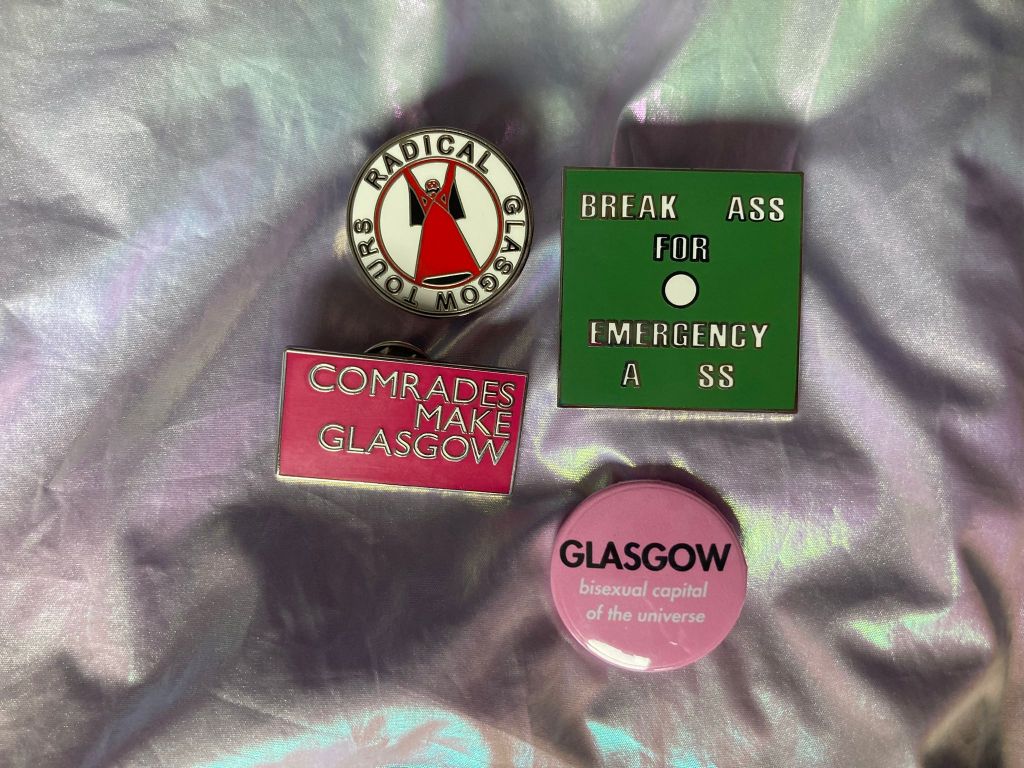 RADICAL GLASGOW TOURS
BREAK ASS
FOR
EMERGENCY
A SS
COMRADES
MAKE
GLASGOW
GLASGOW
bisexual capital
of the universe